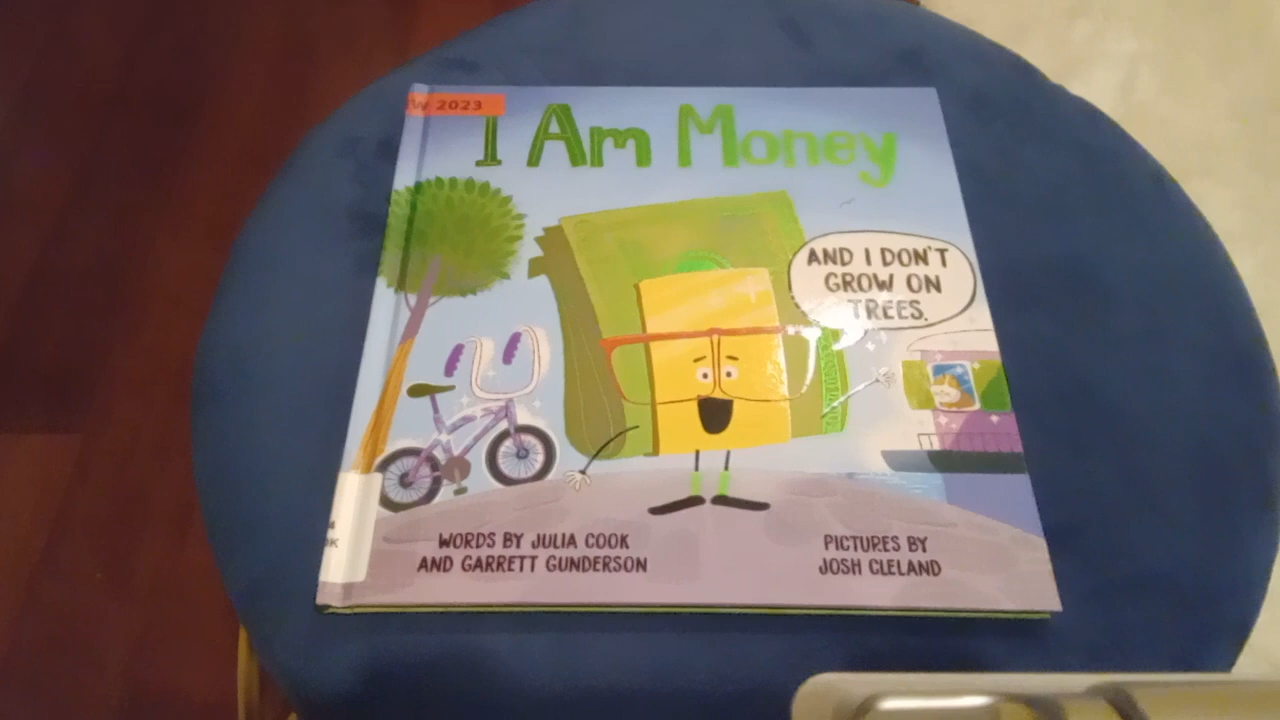 W 2023
I Am Money
AND I DON'T
GROW ON
TREES.
WORDS BY JULIA COOK
AND GARRETT GUNDERSON
PICTURES BY
JOSH CLELAND